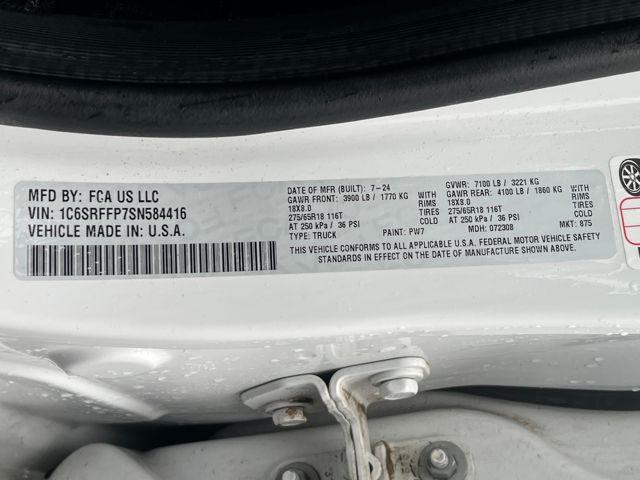 MFD BY: FCA US LLC
VIN: 1C6SRFFP7SN584416
VEHICLE MADE IN: U.S.A.
DATE OF MFR (BUILT): 7-24 GVWR: 7100 LB / 3221 KG
GAWR FRONT: 3900 LB / 1770 KG WITH GAWR REAR: 4100 LB / 1860 KG WITH
18X8.0 RIMS 18X8.0 RIMS
275/65R18 116T TIRES 275/65R18 116T TIRES
AT 250 kPa / 36 PSI COLD AT 250 kPa / 36 PSI COLD
TYPE: TRUCK PAINT: PW7 MDH: 072308 MKT: 875
THIS VEHICLE CONFORMS TO ALL APPLICABLE U.S.A. FEDERAL MOTOR VEHICLE SAFETY
STANDARDS IN EFFECT ON THE DATE OF MANUFACTURE SHOWN ABOVE.